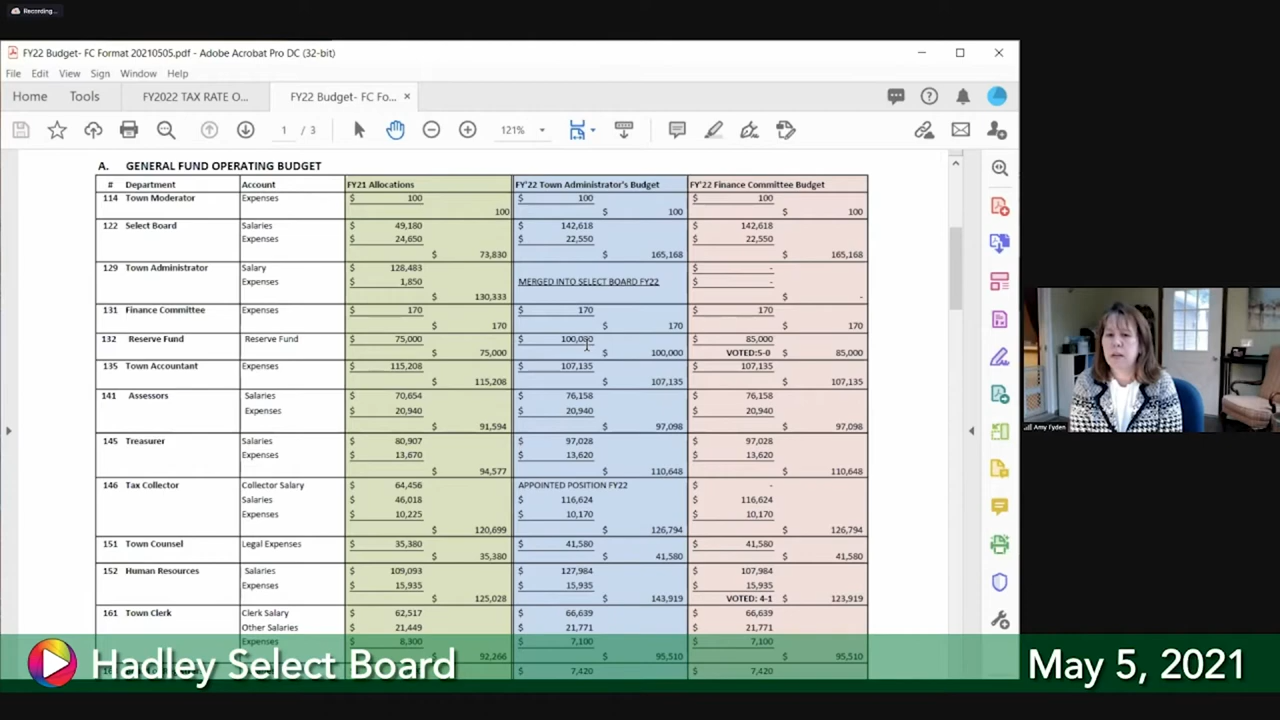 Recording...
FY22 Budget- FC Format 20210505.pdf - Adobe Acrobat Pro DC (32-bit)
File Edit View Sign Window Help
Home Tools FY2022 TAX RATE O... FY22 Budget- FC Fo... ×
1 / 3 121%
A. GENERAL FUND OPERATING BUDGET
# Department Account FY21 Allocations FY'22 Town Administrator's Budget FY'22 Finance Committee Budget
114 Town Moderator Expenses $ 100 $ 100 $ 100
100 $ 100 $ 100
122 Select Board Salaries $ 49,180 $ 142,618 $ 142,618
Expenses $ 24,650 $ 22,550 $ 22,550
$ 73,830 $ 165,168 $ 165,168
129 Town Administrator Salary $ 128,483 $ -
Expenses $ 1,850 MERGED INTO SELECT BOARD FY22 $ -
$ 130,333 $ -
131 Finance Committee Expenses $ 170 $ 170 $ 170
$ 170 $ 170 $ 170
132 Reserve Fund Reserve Fund $ 75,000 $ 100,000 $ 85,000
$ 75,000 $ 100,000 VOTED:5-0 $ 85,000
135 Town Accountant Expenses $ 115,208 $ 107,135 $ 107,135
$ 115,208 $ 107,135 $ 107,135
141 Assessors Salaries $ 70,654 $ 76,158 $ 76,158
Expenses $ 20,940 $ 20,940 $ 20,940
$ 91,594 $ 97,098 $ 97,098
145 Treasurer Salaries $ 80,907 $ 97,028 $ 97,028
Expenses $ 13,670 $ 13,620 $ 13,620
$ 94,577 $ 110,648 $ 110,648
146 Tax Collector Collector Salary $ 64,456 APPOINTED POSITION FY22 $ -
Salaries $ 46,018 $ 116,624 $ 116,624
Expenses $ 10,225 $ 10,170 $ 10,170
$ 120,699 $ 126,794 $ 126,794
151 Town Counsel Legal Expenses $ 35,380 $ 41,580 $ 41,580
$ 35,380 $ 41,580 $ 41,580
152 Human Resources Salaries $ 109,093 $ 127,984 $ 107,984
Expenses $ 15,935 $ 15,935 $ 15,935
$ 125,028 $ 143,919 VOTED: 4-1 $ 123,919
161 Town Clerk Clerk Salary $ 62,517 $ 66,639 $ 66,639
Other Salaries $ 21,449 $ 21,771 $ 21,771
Expenses $ 8,300 $ 7,100 $ 7,100
$ 92,266 $ 95,510 $ 95,510
$ 7,420 $ 7,420
Amy Fyden
Hadley Select Board
May 5, 2021